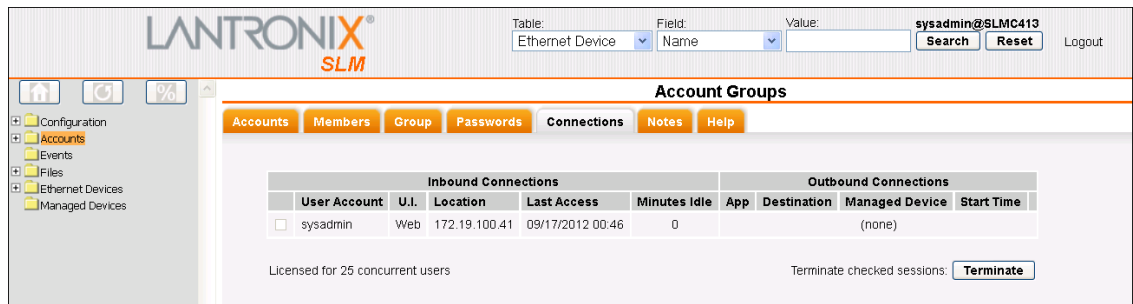 LANTRONIX®
SLM
Table: Field: Value: sysadmin@SLMC413
Ethernet Device Name Search Reset Logout
%
Account Groups
Configuration
Accounts
Events
Files
Ethernet Devices
Managed Devices
Accounts Members Group Passwords Connections Notes Help
Inbound Connections Outbound Connections
User Account U.I. Location Last Access Minutes Idle App Destination Managed Device Start Time
sysadmin Web 172.19.100.41 09/17/2012 00:46 0 (none)
Licensed for 25 concurrent users Terminate checked sessions: Terminate